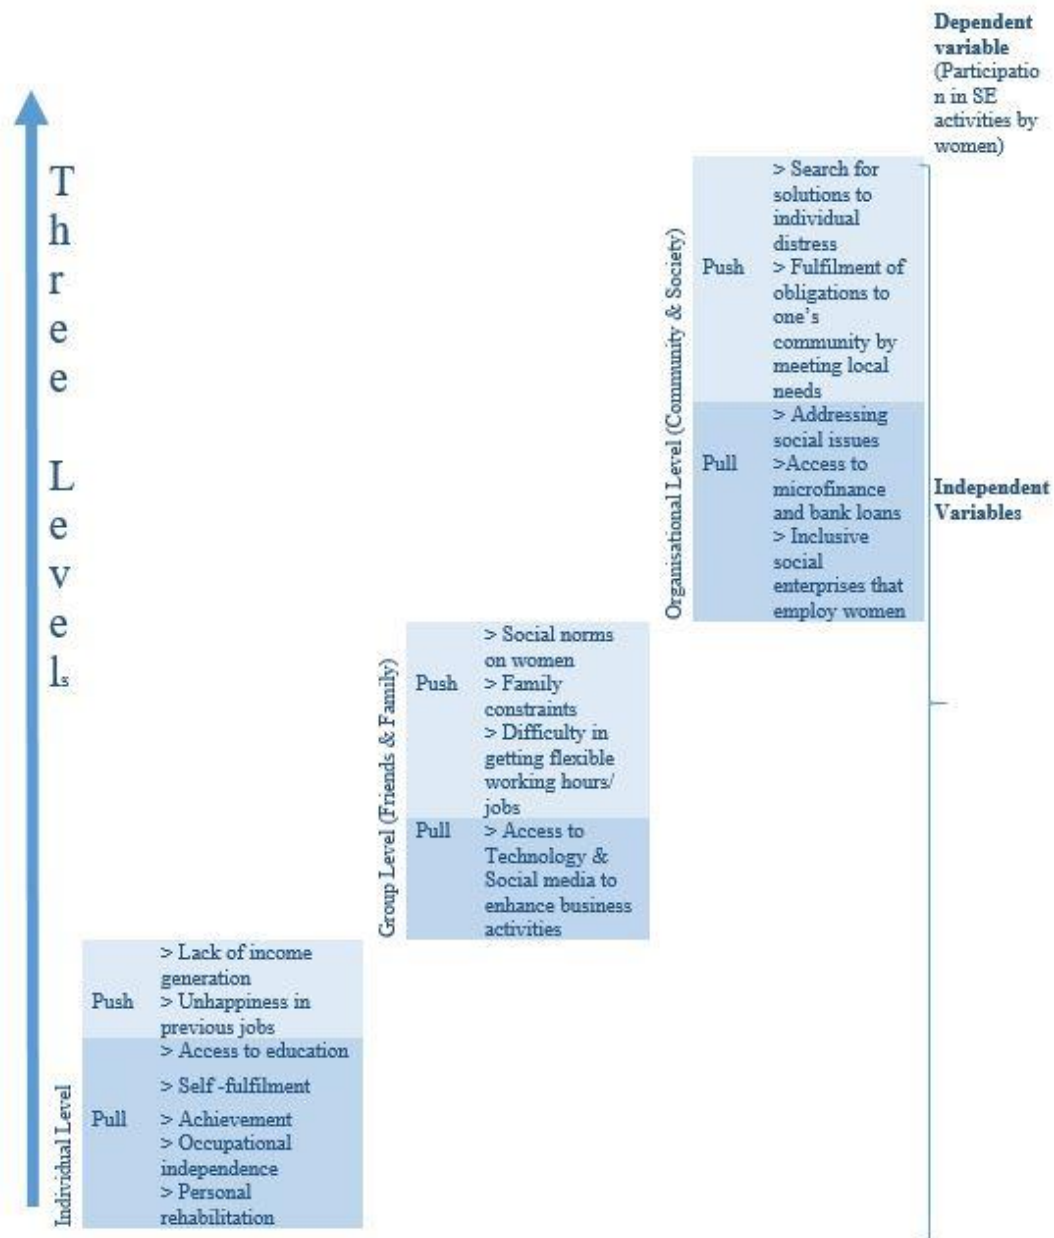 Dependent
variable
(Participatio
n in SE
activities by
women)
Three Levels
Organisational Level (Community & Society)
Push
> Search for
solutions to
individual
distress
> Fulfilment of
obligations to
one's
community by
meeting local
needs
Pull
> Addressing
social issues
>Access to
microfinance
and bank loans
> Inclusive
social
enterprises that
employ women
Independent
Variables
Group Level (Friends & Family)
Push
> Social norms
on women
> Family
constraints
> Difficulty in
getting flexible
working hours/
jobs
Pull
> Access to
Technology &
Social media to
enhance business
activities
Individual Level
Push
> Lack of income
generation
> Unhappiness in
previous jobs
Pull
> Access to education
> Self -fulfilment
> Achievement
> Occupational
independence
> Personal
rehabilitation